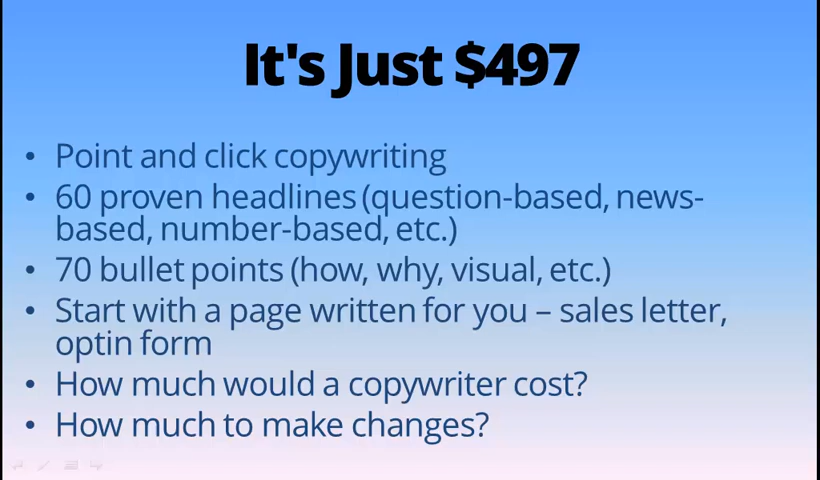 It's Just $497
• Point and click copywriting
• 60 proven headlines (question-based, news-
based, number-based, etc.)
• 70 bullet points (how, why, visual, etc.)
• Start with a page written for you – sales letter,
optin form
• How much would a copywriter cost?
• How much to make changes?